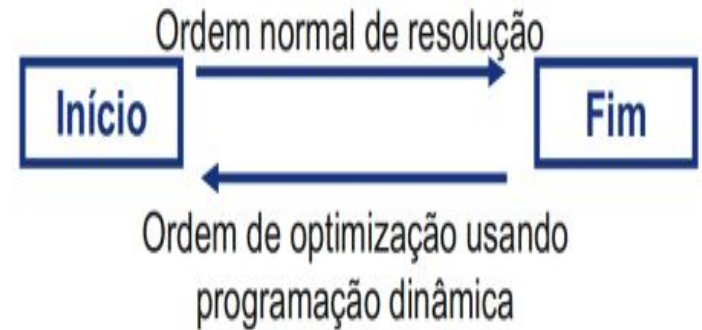 Ordem normal de resolução
Início
Fim
Ordem de optimização usando
programação dinâmica